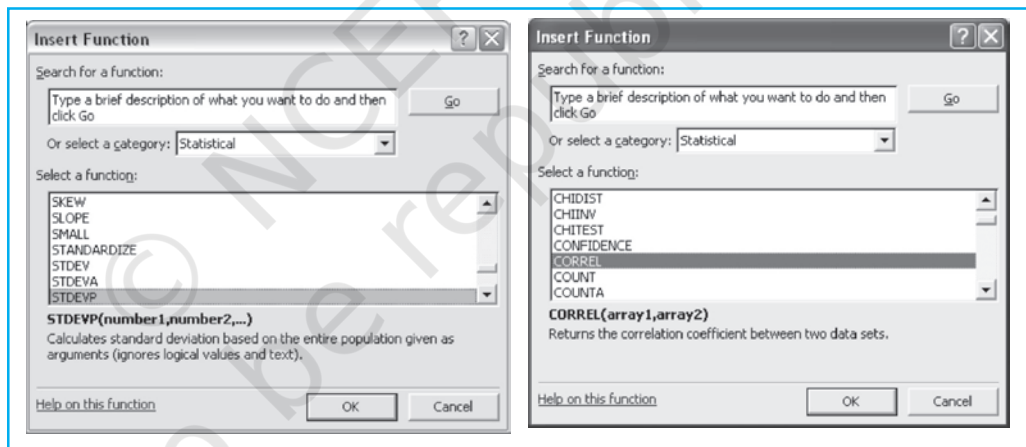 Insert Function
Search for a function:
Type a brief description of what you want to do and then
click Go
Go
Or select a category: Statistical
Select a function:
SKEW
SLOPE
SMALL
STANDARDIZE
STDEV
STDEVA
STDEVP
STDEVP(number1,number2,...)
Calculates standard deviation based on the entire population given as
arguments (ignores logical values and text).
Help on this function
OK
Cancel
Insert Function
Search for a function:
Type a brief description of what you want to do and then
click Go
Go
Or select a category: Statistical
Select a function:
CHIDIST
CHIINV
CHITEST
CONFIDENCE
CORREL
COUNT
COUNTA
CORREL(array1,array2)
Returns the correlation coefficient between two data sets.
Help on this function
OK
Cancel